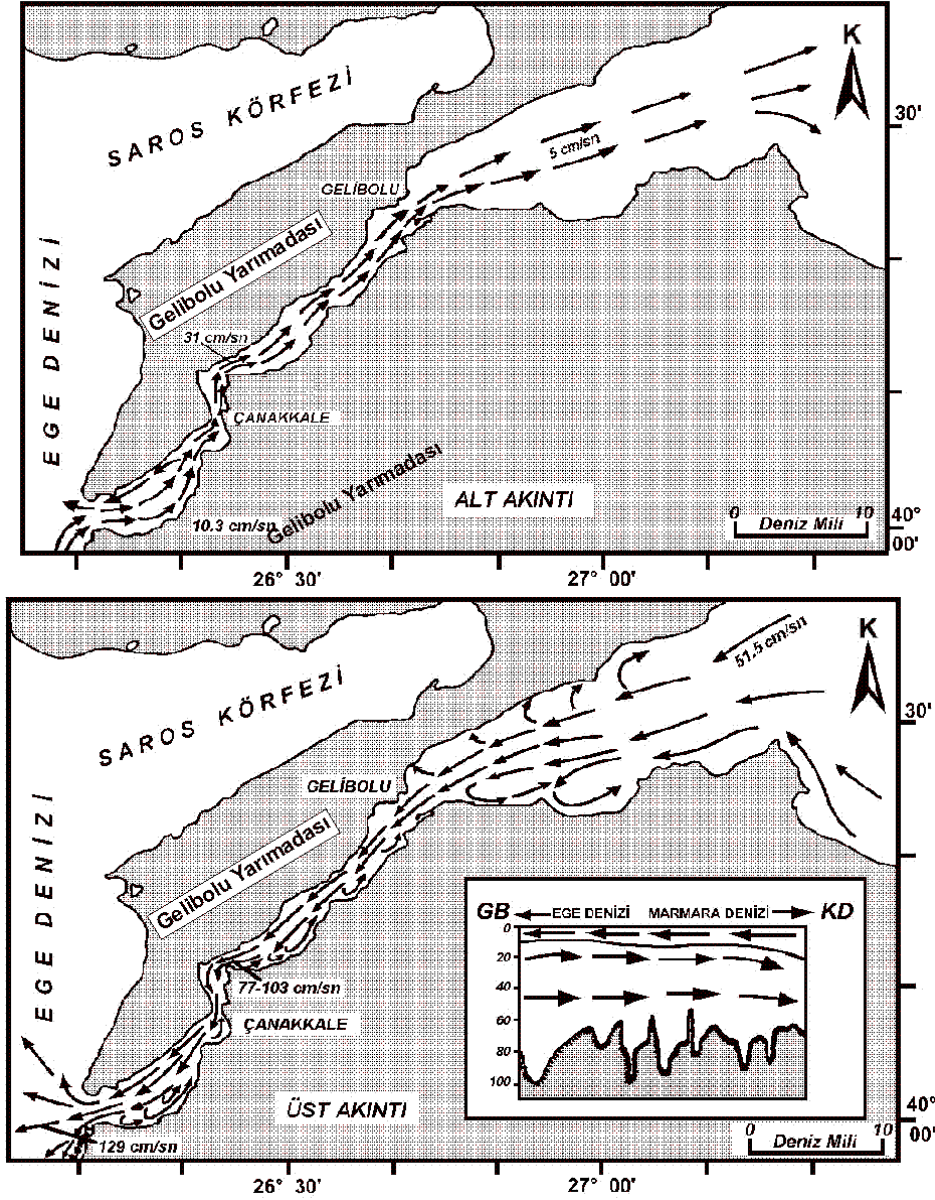 SAROS KÖRFEZİ
K
30'
5 cm/sn
GELİBOLU
EGE DENİZİ
Gelibolu Yarımadası
31 cm/sn
ÇANAKKALE
Gelibolu Yarımadası
ALT AKINTI
10.3 cm/sn
0 10
Deniz Mili
40°
00'
26° 30' 27° 00'
K
51.5 cm/sn
SAROS KÖRFEZİ
30'
GELİBOLU
EGE DENİZİ
Gelibolu Yarımadası
GB EGE DENİZİ MARMARA DENİZİ KD
0
20
40
60
80
100
77-103 cm/sn
ÇANAKKALE
ÜST AKINTI
129 cm/sn
0 10
Deniz Mili
40°
00'
26° 30' 27° 00'